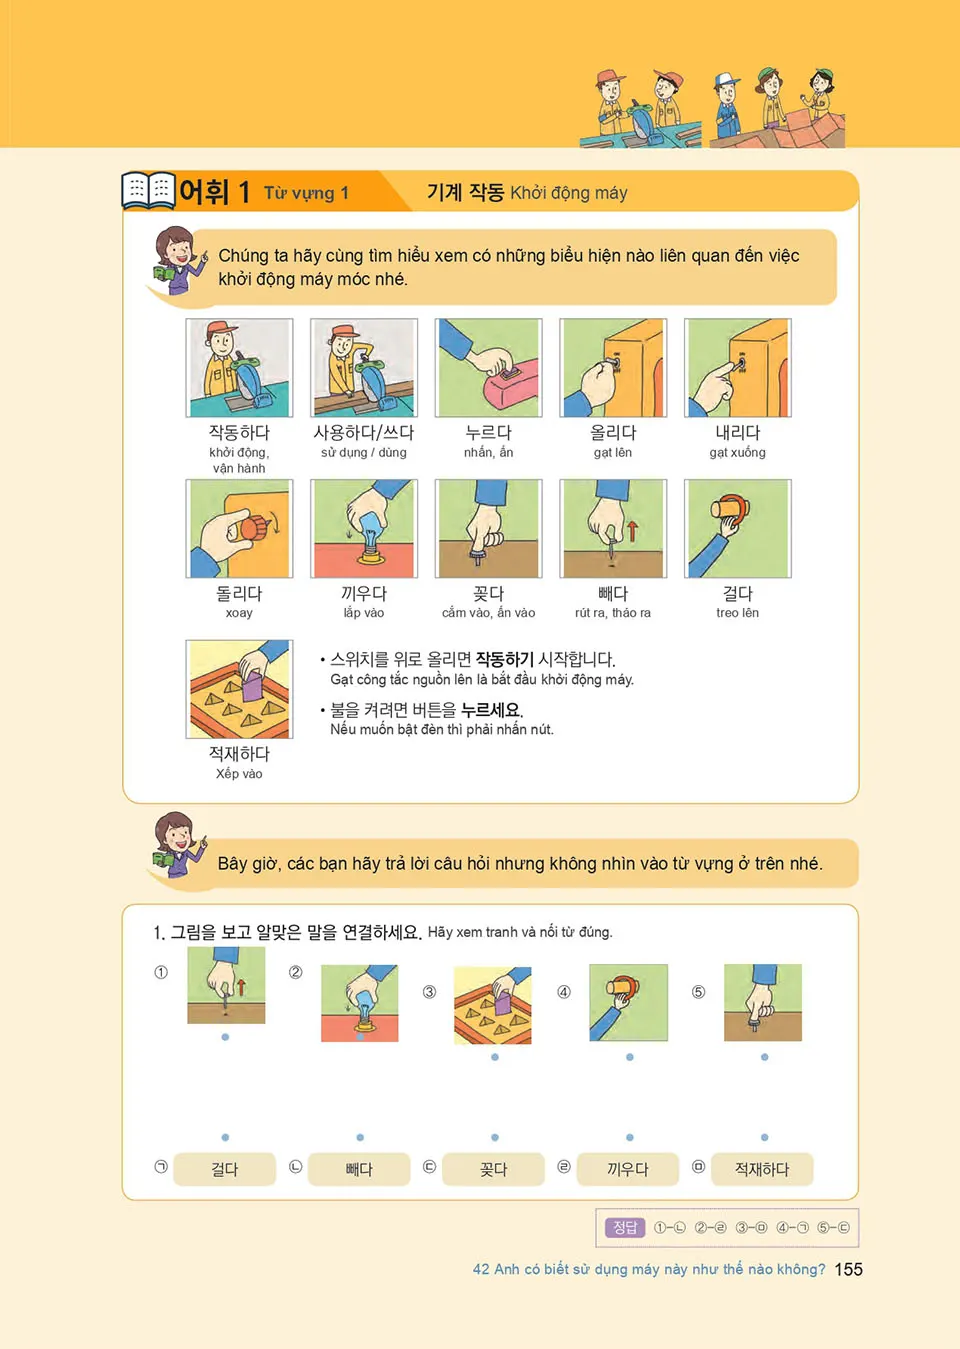 어휘 1 Từ vựng 1 기계 작동 Khởi động máy
Chúng ta hãy cùng tìm hiểu xem có những biểu hiện nào liên quan đến việc
khởi động máy móc nhé.
작동하다 사용하다/쓰다 누르다 올리다 내리다
khởi động, sử dụng / dùng nhấn, ấn gạt lên gạt xuống
vận hành
돌리다 끼우다 꽂다 빼다 걸다
xoay lắp vào cắm vào, ấn vào rút ra, tháo ra treo lên
• 스위치를 위로 올리면 작동하기 시작합니다.
Gạt công tắc nguồn lên là bắt đầu khởi động máy.
• 불을 켜려면 버튼을 누르세요.
Nếu muốn bật đèn thì phải nhấn nút.
적재하다
Xếp vào
Bây giờ, các bạn hãy trả lời câu hỏi nhưng không nhìn vào từ vựng ở trên nhé.
1. 그림을 보고 알맞은 말을 연결하세요. Hãy xem tranh và nối từ đúng.
① ② ③ ④ ⑤
㉠ 걸다 ㉡ 빼다 ㉢ 꽂다 ㉣ 끼우다 ㉤ 적재하다
정답 ①-㉡ ②-㉣ ③-㉤ ④-㉠ ⑤-㉢
42 Anh có biết sử dụng máy này như thế nào không? 155